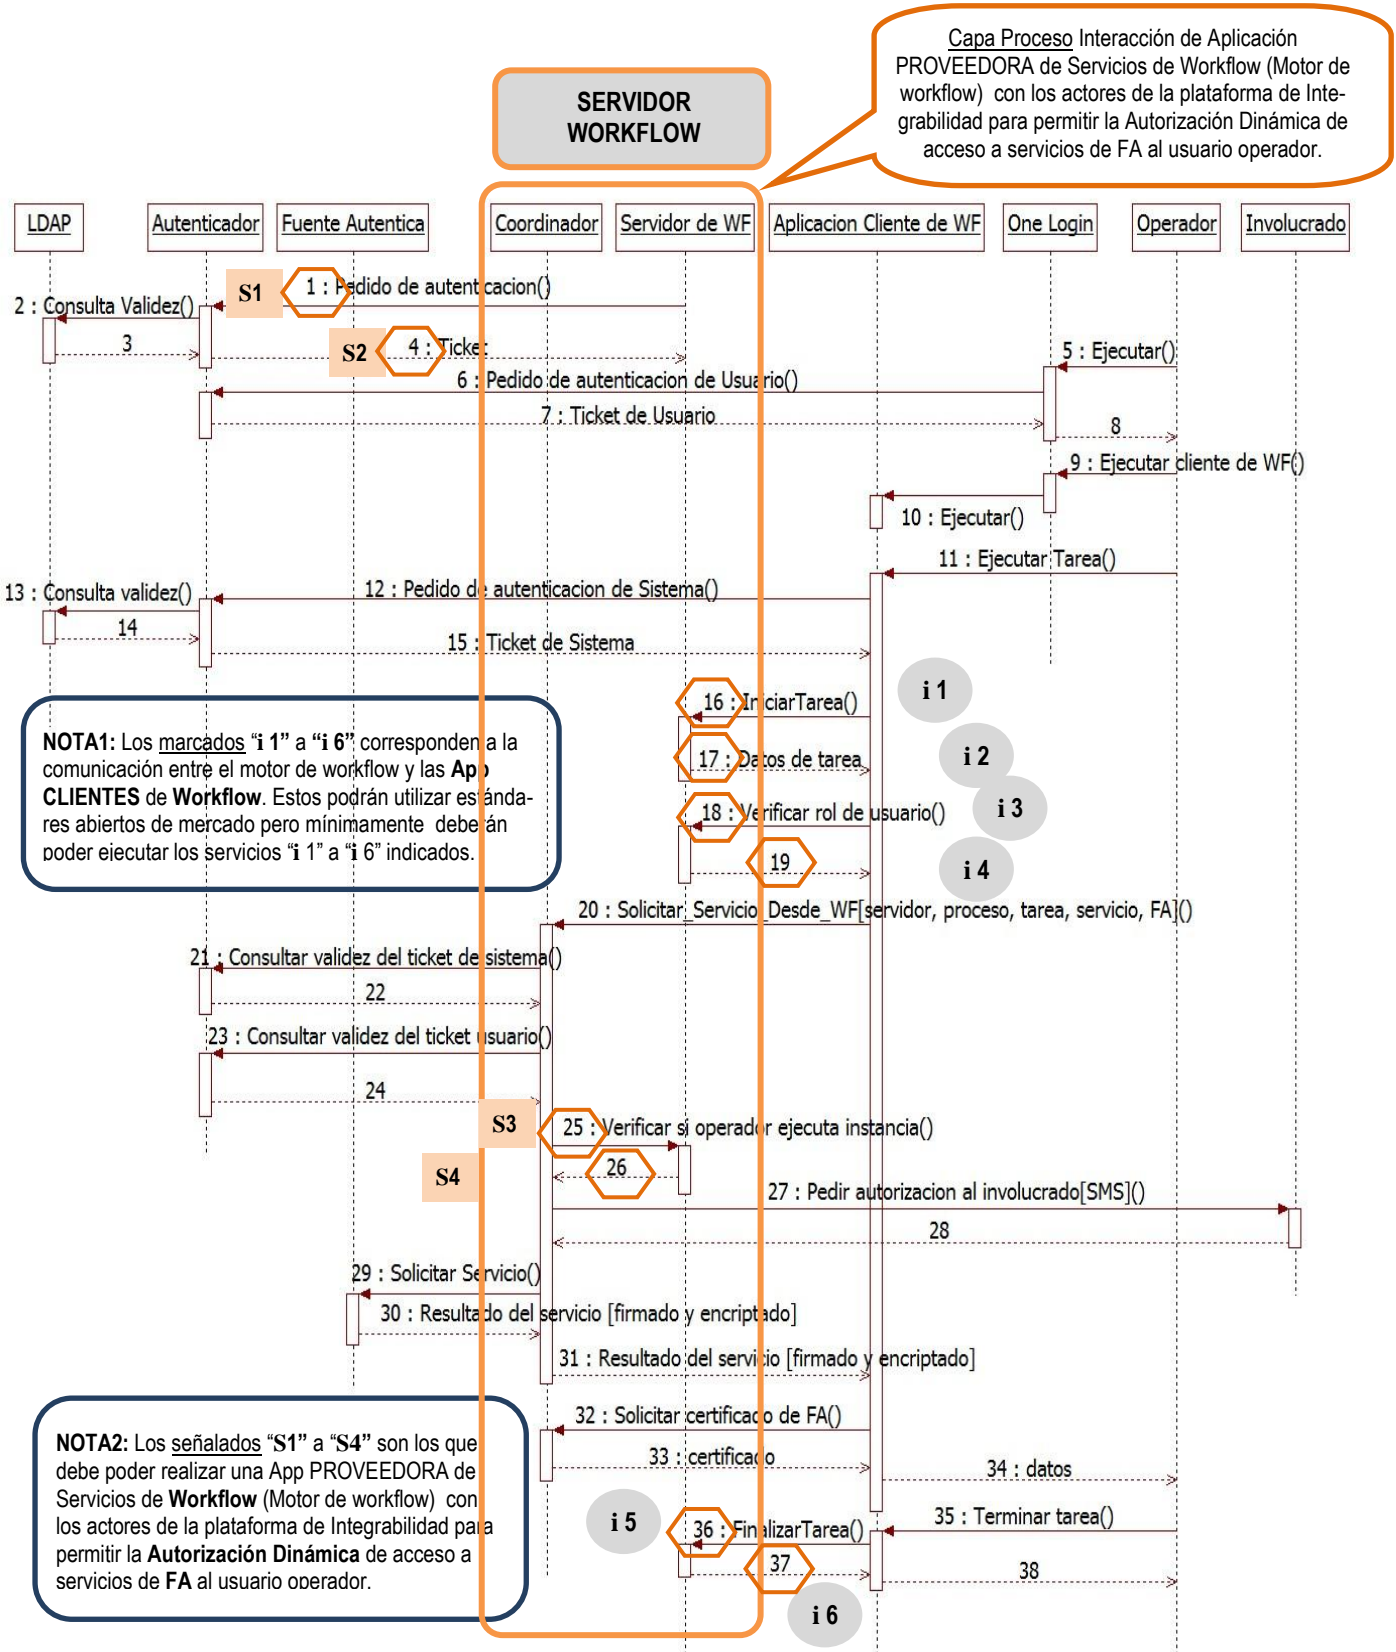 Capa Proceso Interacción de Aplicación
PROVEEDORA de Servicios de Workflow (Motor de
workflow) con los actores de la plataforma de Inte-
grabilidad para permitir la Autorización Dinámica de
acceso a servicios de FA al usuario operador.
SERVIDOR
WORKFLOW
LDAP
Autenticador
Fuente Autentica
Coordinador
Servidor de WF
Aplicacion Cliente de WF
One Login
Operador
Involucrado
S1
1 : Pedido de autenticacion()
2 : Consulta Validez()
3
S2
4 : Ticket
5 : Ejecutar()
6 : Pedido de autenticacion de Usuario()
7 : Ticket de Usuario
8
9 : Ejecutar cliente de WF()
10 : Ejecutar()
11 : Ejecutar Tarea()
12 : Pedido de autenticacion de Sistema()
13 : Consulta validez()
14
15 : Ticket de Sistema
i 1
16 : IniciarTarea()
i 2
17 : Datos de tarea
i 3
18 : Verificar rol de usuario()
i 4
19
NOTA1: Los marcados “i 1” a “i 6” corresponden a la
comunicación entre el motor de workflow y las App
CLIENTES de Workflow. Estos podrán utilizar estánda-
res abiertos de mercado pero mínimamente deberán
poder ejecutar los servicios “i 1” a “i 6” indicados.
20 : Solicitar_Servicio_Desde_WF[servidor, proceso, tarea, servicio, FA]()
21 : Consultar validez del ticket de sistema()
22
23 : Consultar validez del ticket usuario()
24
S3
25 : Verificar si operador ejecuta instancia()
S4
26
27 : Pedir autorizacion al involucrado[SMS]()
28
29 : Solicitar Servicio()
30 : Resultado del servicio [firmado y encriptado]
31 : Resultado del servicio [firmado y encriptado]
32 : Solicitar certificado de FA()
33 : certificado
34 : datos
NOTA2: Los señalados “S1” a “S4” son los que
debe poder realizar una App PROVEEDORA de
Servicios de Workflow (Motor de workflow) con
los actores de la plataforma de Integrabilidad para
permitir la Autorización Dinámica de acceso a
servicios de FA al usuario operador.
35 : Terminar tarea()
i 5
36 : FinalizarTarea()
37
38
i 6